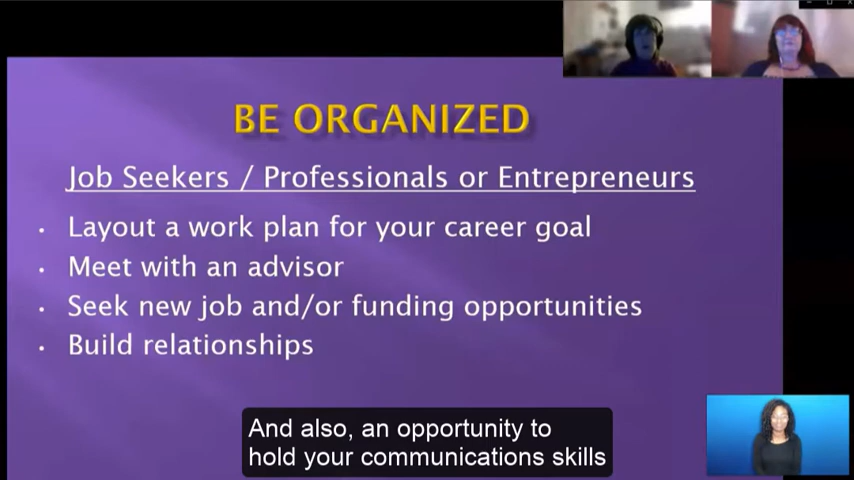 BE ORGANIZED
Job Seekers / Professionals or Entrepreneurs
• Layout a work plan for your career goal
• Meet with an advisor
• Seek new job and/or funding opportunities
• Build relationships
And also, an opportunity to
hold your communications skills